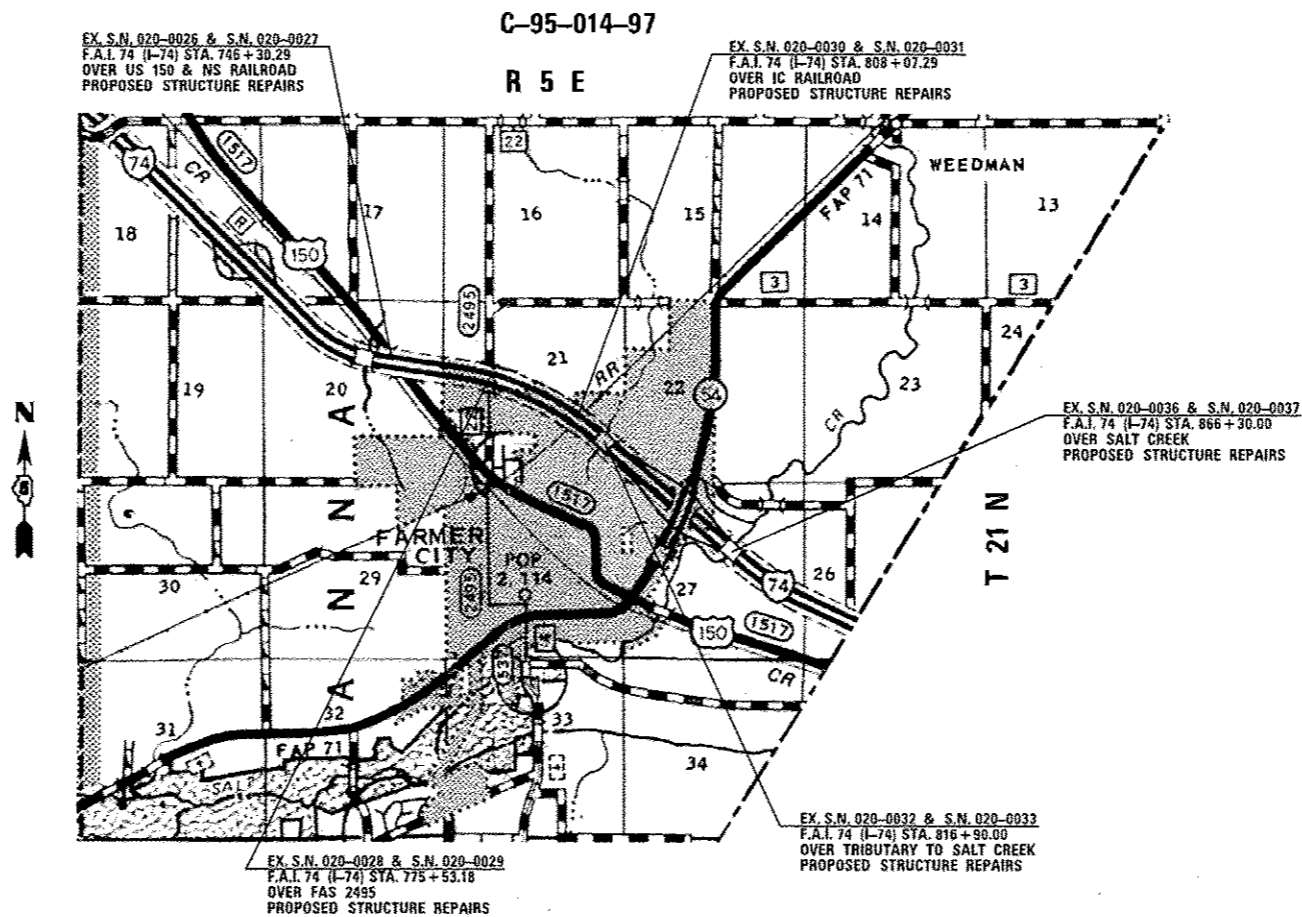 C-95-014-97
EX. S.N. 020-0026 & S.N. 020-0027
F.A.I. 74 (I-74) STA. 746+30.29
OVER US 150 & NS RAILROAD
PROPOSED STRUCTURE REPAIRS
EX. S.N. 020-0030 & S.N. 020-0031
F.A.I. 74 (I-74) STA. 808+07.29
OVER IC RAILROAD
PROPOSED STRUCTURE REPAIRS
R 5 E
74
CR
1517
22
WEEDMAN
FAP 71
18
17
16
15
14
13
150
3
3
2495
24
21
RR
19
20
22
23
54
CR
N
A
EX. S.N. 020-0036 & S.N. 020-0037
F.A.I. 74 (I-74) STA. 866+30.00
OVER SALT CREEK
PROPOSED STRUCTURE REPAIRS
1517
N
FARMER
CITY
POP
2,114
T 21 N
30
29
2495
N
27
74
26
150
1517
CR
A
31
32
33
34
FAP 71
SALT
EX. S.N. 020-0032 & S.N. 020-0033
F.A.I. 74 (I-74) STA. 816+90.00
OVER TRIBUTARY TO SALT CREEK
PROPOSED STRUCTURE REPAIRS
EX. S.N. 020-0028 & S.N. 020-0029
F.A.I. 74 (I-74) STA. 775+53.18
OVER FAS 2495
PROPOSED STRUCTURE REPAIRS